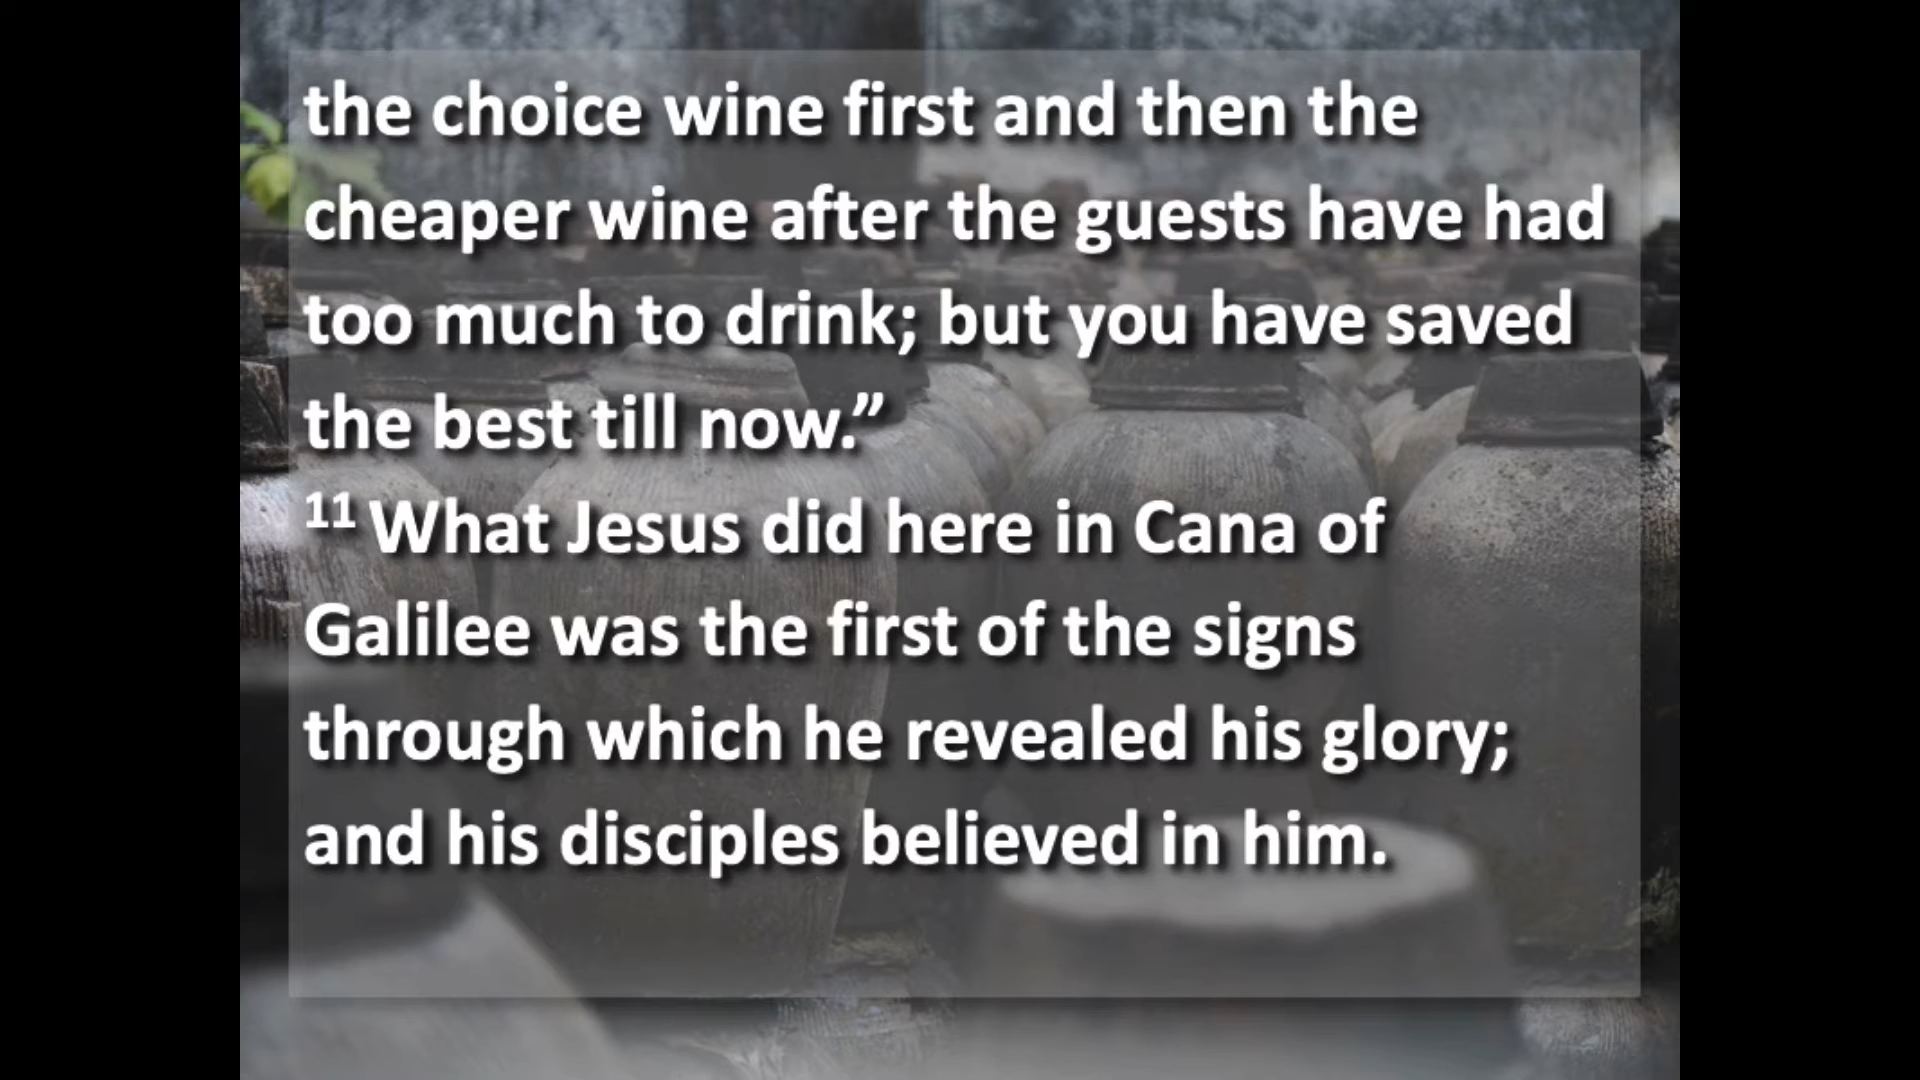 the choice wine first and then the
cheaper wine after the guests have had
too much to drink; but you have saved
the best till now.”
11 What Jesus did here in Cana of
Galilee was the first of the signs
through which he revealed his glory;
and his disciples believed in him.